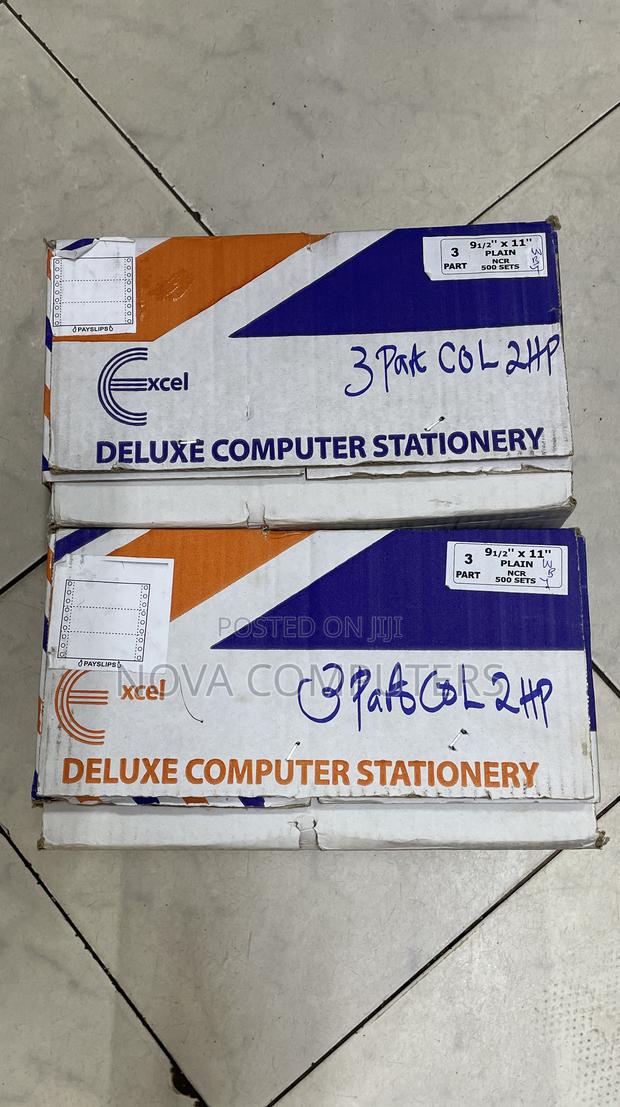 3 PART
9 1/2" x 11"
PLAIN
NCR
500 SETS
W
B
Y
PAYSLIPS
Excel
3 Part COL 2HP
DELUXE COMPUTER STATIONERY
3 PART
9 1/2" x 11"
PLAIN
NCR
500 SETS
W
B
Y
PAYSLIPS
POSTED ON JIJI
NOVA COMPUTERS
Excel
3 Part COL 2HP
DELUXE COMPUTER STATIONERY